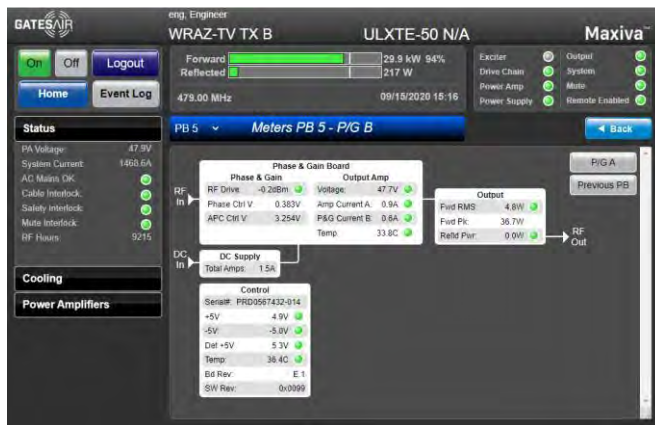 GATESAIR
eng, Engineer
WRAZ-TV TX B
ULXTE-50 N/A
Maxiva
On
Off
Logout
Home
Event Log
Forward
29.9 kW 94%
Reflected
217 W
479.00 MHz
09/15/2020 15:16
Exciter
Output
Drive Chain
System
Power Amp
Mute
Power Supply
Remote Enabled
Status
PB 5
Meters PB 5 - P/G B
Back
PA Voltage: 47.9V
System Current: 1468.6A
AC Mains OK:
Cable Interlock:
Safety Interlock:
Mute Interlock:
RF Hours: 9215
Cooling
Power Amplifiers
P/G A
Previous PB
RF In
Phase & Gain Board
Phase & Gain
Output Amp
RF Drive: -0.2dBm
Voltage: 47.7V
Phase Ctrl V: 0.383V
Amp Current A: 0.9A
APC Ctrl V: 3.254V
P&G Current B: 0.6A
Temp: 33.8C
Output
Fwd RMS: 4.8W
Fwd Pk: 36.7W
Refld Pwr: 0.0W
RF Out
DC In
DC Supply
Total Amps: 1.5A
Control
Serial#: PRD0567432-014
+5V 4.9V
-5V: -5.0V
Det +5V 5.3V
Temp: 36.4C
Bd Rev: E.1
SW Rev: 0x0099